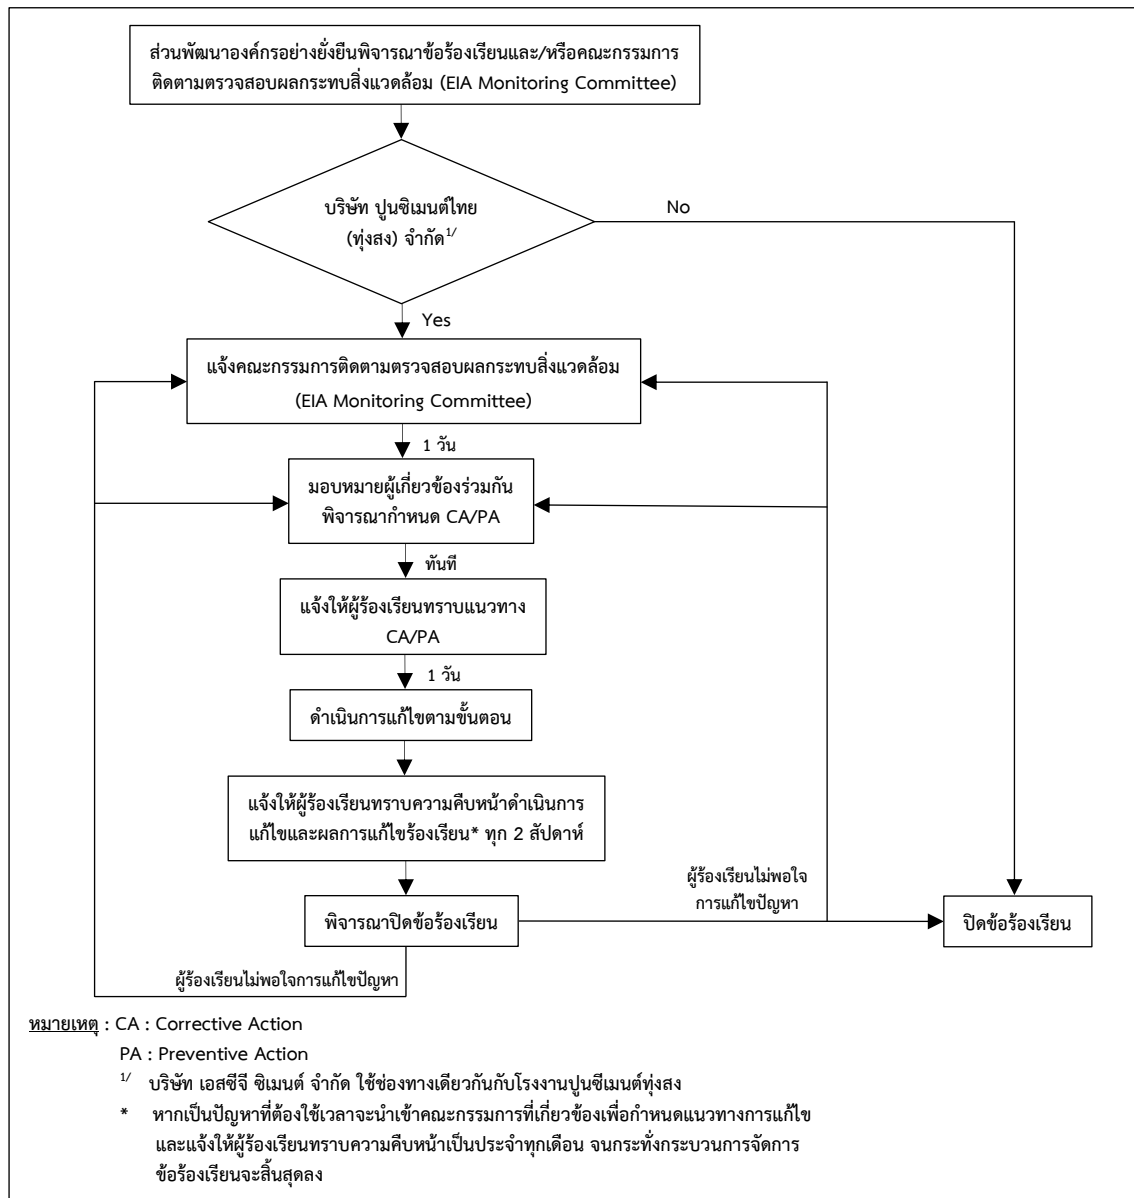 ส่วนพัฒนาองค์กรอย่างยั่งยืนพิจารณาข้อร้องเรียนและ/หรือคณะกรรมการ
ติดตามตรวจสอบผลกระทบสิ่งแวดล้อม (EIA Monitoring Committee)
บริษัท ปูนซิเมนต์ไทย
(ทุ่งสง) จำกัด1/
No
Yes
แจ้งคณะกรรมการติดตามตรวจสอบผลกระทบสิ่งแวดล้อม
(EIA Monitoring Committee)
1 วัน
มอบหมายผู้เกี่ยวข้องร่วมกัน
พิจารณากำหนด CA/PA
ทันที
แจ้งให้ผู้ร้องเรียนทราบแนวทาง
CA/PA
1 วัน
ดำเนินการแก้ไขตามขั้นตอน
แจ้งให้ผู้ร้องเรียนทราบความคืบหน้าดำเนินการ
แก้ไขและผลการแก้ไขร้องเรียน* ทุก 2 สัปดาห์
ผู้ร้องเรียนไม่พอใจ
การแก้ไขปัญหา
พิจารณาปิดข้อร้องเรียน
ปิดข้อร้องเรียน
ผู้ร้องเรียนไม่พอใจการแก้ไขปัญหา
หมายเหตุ : CA : Corrective Action
PA : Preventive Action
1/ บริษัท เอสซีจี ซิเมนต์ จำกัด ใช้ช่องทางเดียวกันกับโรงงานปูนซีเมนต์ทุ่งสง
* หากเป็นปัญหาที่ต้องใช้เวลาจะนำเข้าคณะกรรมการที่เกี่ยวข้องเพื่อกำหนดแนวทางการแก้ไข
และแจ้งให้ผู้ร้องเรียนทราบความคืบหน้าเป็นประจำทุกเดือน จนกระทั่งกระบวนการจัดการ
ข้อร้องเรียนจะสิ้นสุดลง